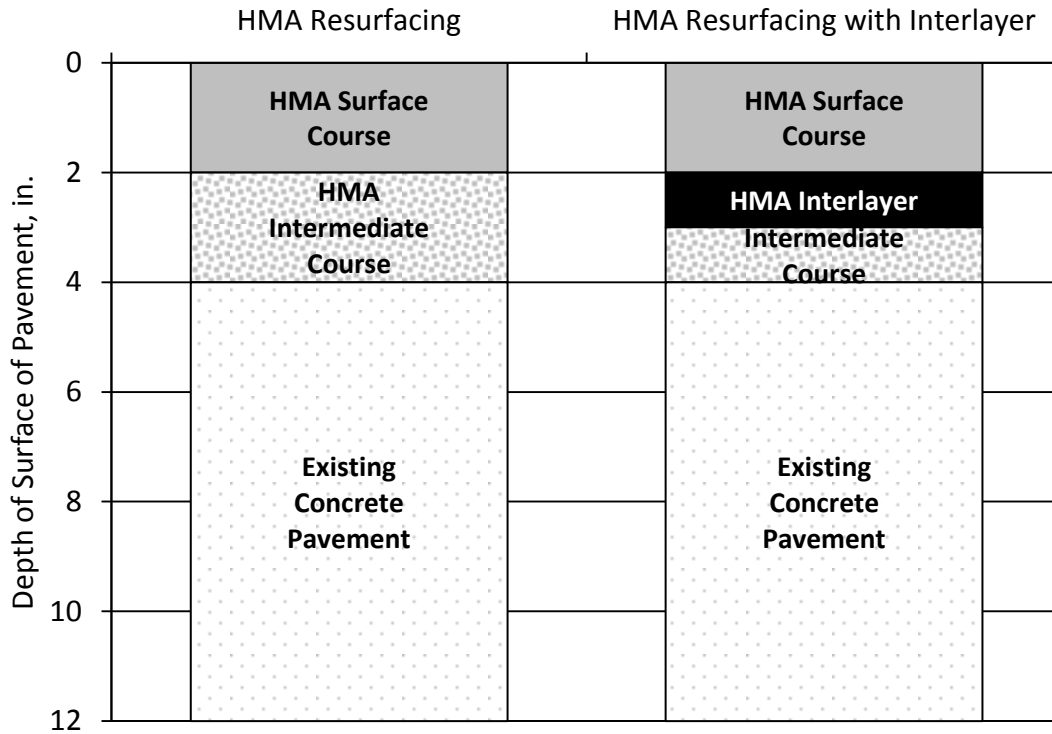 HMA Resurfacing
HMA Resurfacing with Interlayer
Depth of Surface of Pavement, in.
0
2
4
6
8
10
12
HMA Surface
Course
HMA
Intermediate
Course
Existing
Concrete
Pavement
HMA Surface
Course
HMA Interlayer
Intermediate
Course
Existing
Concrete
Pavement